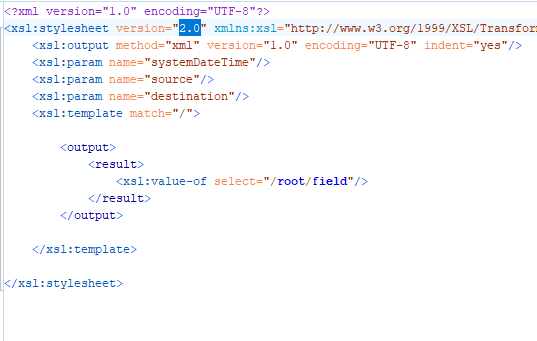 <?xml version="1.0" encoding="UTF-8"?>
<xsl:stylesheet version="2.0" xmlns:xsl="http://www.w3.org/1999/XSL/Transfor
<xsl:output method="xml" version="1.0" encoding="UTF-8" indent="yes"/>
<xsl:param name="systemDateTime"/>
<xsl:param name="source"/>
<xsl:param name="destination"/>
<xsl:template match="/">
<output>
<result>
<xsl:value-of select="/root/field"/>
</result>
</output>
</xsl:template>
</xsl:stylesheet>